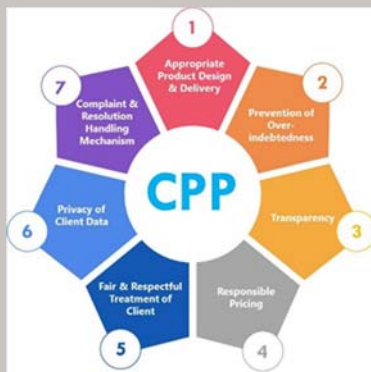 1
Appropriate
Product Design
& Delivery
2
Prevention of
Over-
indebtedness
Transparency
3
Responsible
Pricing
4
Fair & Respectful
Treatment of
Client
5
Privacy of
Client Data
6
7
Complaint &
Resolution
Handling
Mechanism
CPP